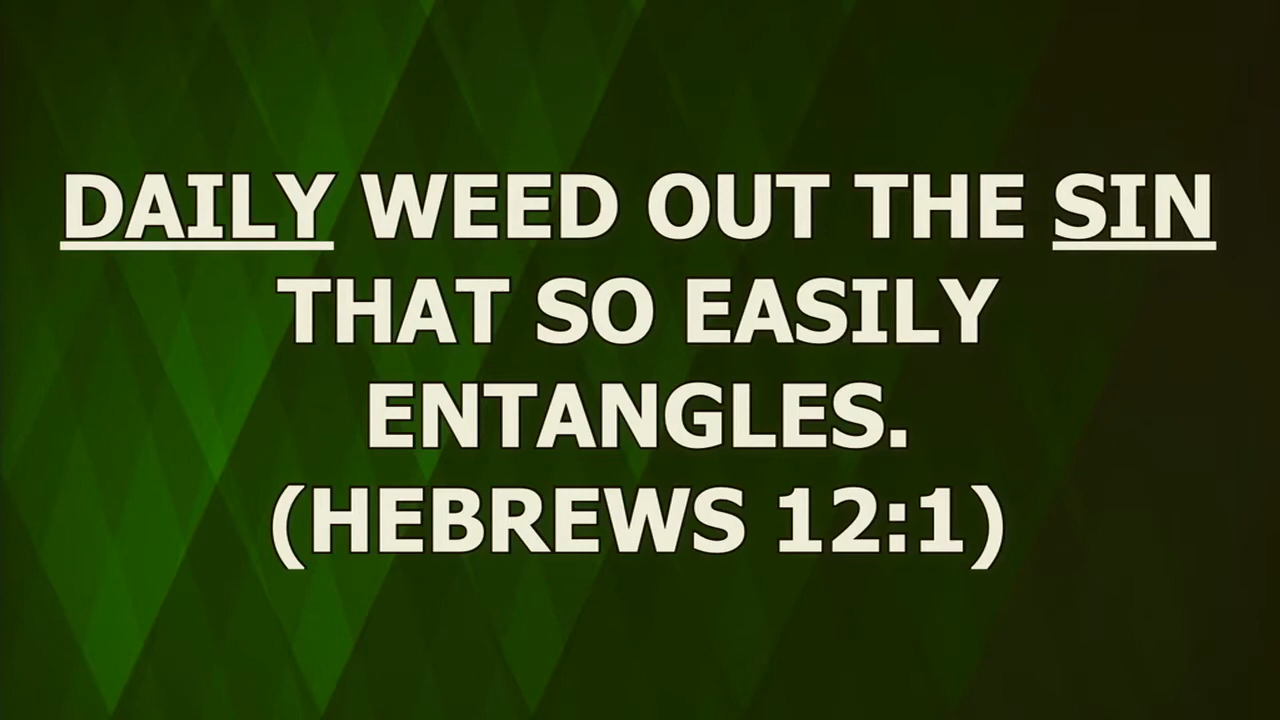 DAILY WEED OUT THE SIN
THAT SO EASILY
ENTANGLES.
(HEBREWS 12:1)